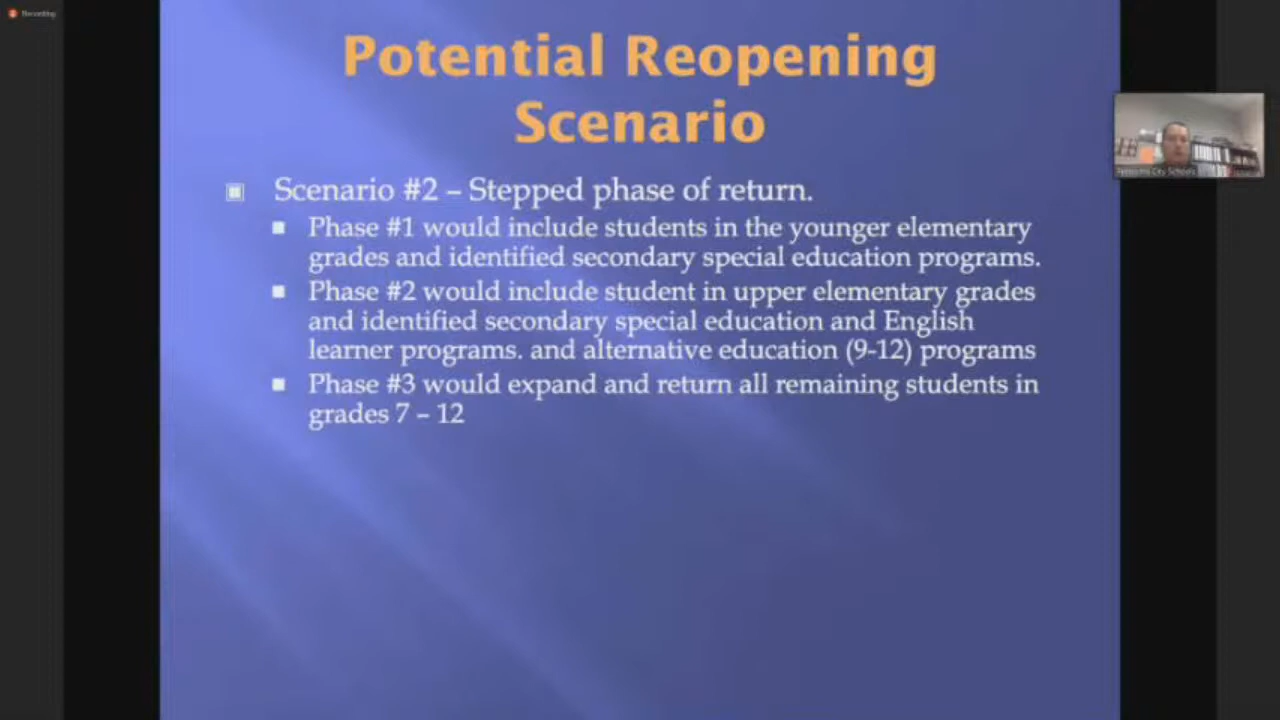 Recording
Potential Reopening
Scenario
Scenario #2 – Stepped phase of return.
Phase #1 would include students in the younger elementary
grades and identified secondary special education programs.
Phase #2 would include student in upper elementary grades
and identified secondary special education and English
learner programs. and alternative education (9-12) programs
Phase #3 would expand and return all remaining students in
grades 7 – 12
City Schools